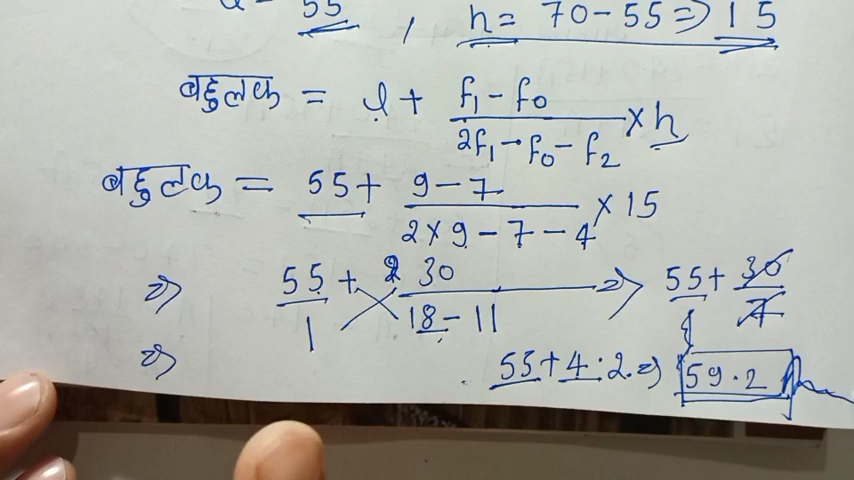 55 , h = 70 - 55 => 15
बहुलक = l + f₁ - f₀ / 2f₁ - f₀ - f₂ × h
बहुलक = 55 + 9 - 7 / 2 × 9 - 7 - 4 × 15
=> 55 / 1 + 30 / 18 - 11 => 55 + 30 / 7
=> 55 + 4.2 => 59.2